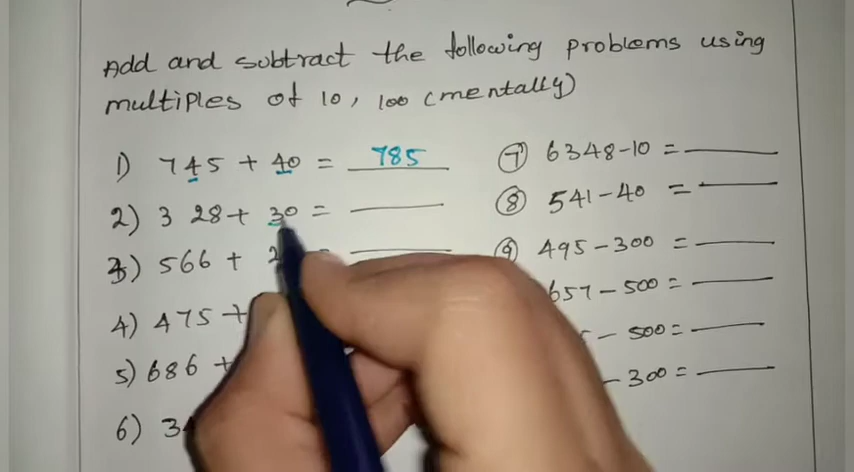 Add and subtract the following problems using
multiples of 10, 100 (mentally)
1) 745 + 40 = 785
2) 328 + 30 =
3) 566 +
4) 475 +
5) 686 +
6)
7 6348 - 10 =
8 541 - 40 =
9 495 - 300 =
657 - 500 =
- 500 =
- 300 =